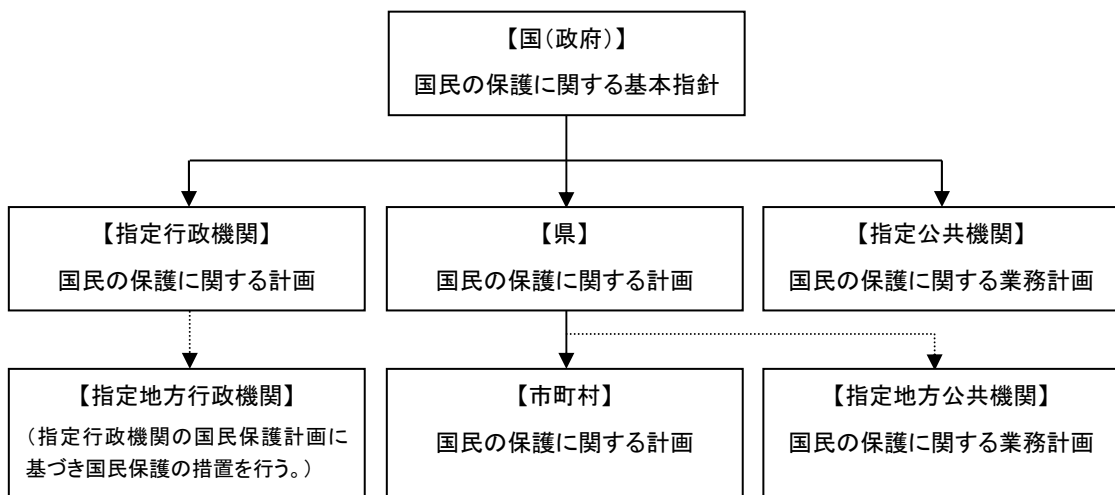 【国(政府)】
国民の保護に関する基本指針
【指定行政機関】
国民の保護に関する計画
【県】
国民の保護に関する計画
【指定公共機関】
国民の保護に関する業務計画
【指定地方行政機関】
（指定行政機関の国民保護計画に
基づき国民保護の措置を行う。）
【市町村】
国民の保護に関する計画
【指定地方公共機関】
国民の保護に関する業務計画